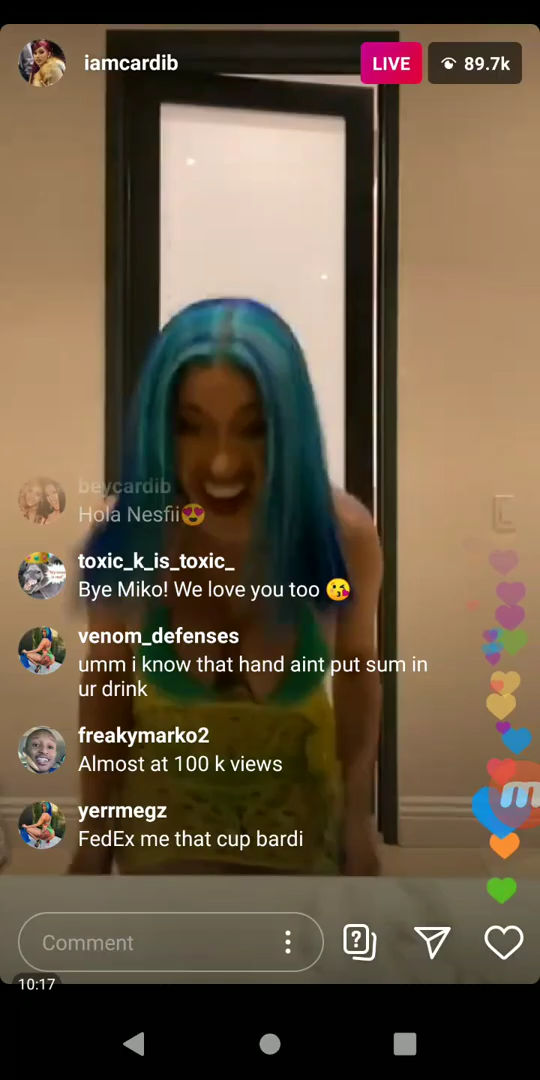 iamcardib
LIVE
89.7k
beycardib
Hola Nesfii😍
toxic_k_is_toxic_
Bye Miko! We love you too 😘
venom_defenses
umm i know that hand aint put sum in
ur drink
freakymarko2
Almost at 100 k views
yerrmegz
FedEx me that cup bardi
Comment
?
m
10:17